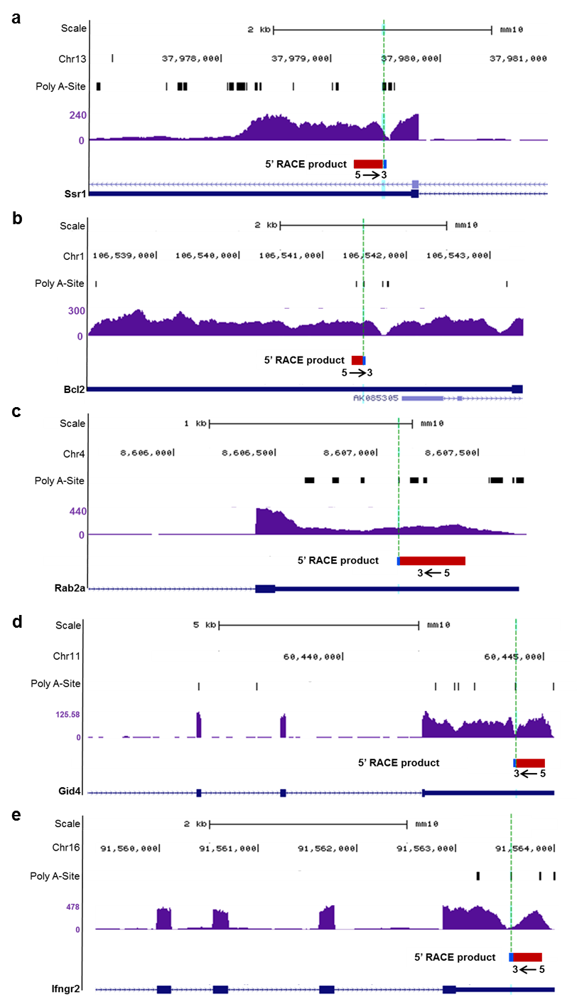 a
Scale 2 kb mm10
Chr13 37,978,000 37,979,000 37,980,000 37,981,000
Poly A-Site
240
0
5' RACE product
5 3
Ssr1
b
Scale 2 kb mm10
Chr1 106,539,000 106,540,000 106,541,000 106,542,000 106,543,000
Poly A-Site
300
0
5' RACE product
5 3
Bcl2
AK085305
c
Scale 1 kb mm10
Chr4 8,606,000 8,606,500 8,607,000 8,607,500
Poly A-Site
440
0
5' RACE product
3 5
Rab2a
d
Scale 5 kb mm10
Chr11 60,440,000 60,445,000
Poly A-Site
125.58
0
5' RACE product
3 5
Gid4
e
Scale 2 kb mm10
Chr16 91,560,000 91,561,000 91,562,000 91,563,000 91,564,000
Poly A-Site
478
0
5' RACE product
3 5
Ifngr2